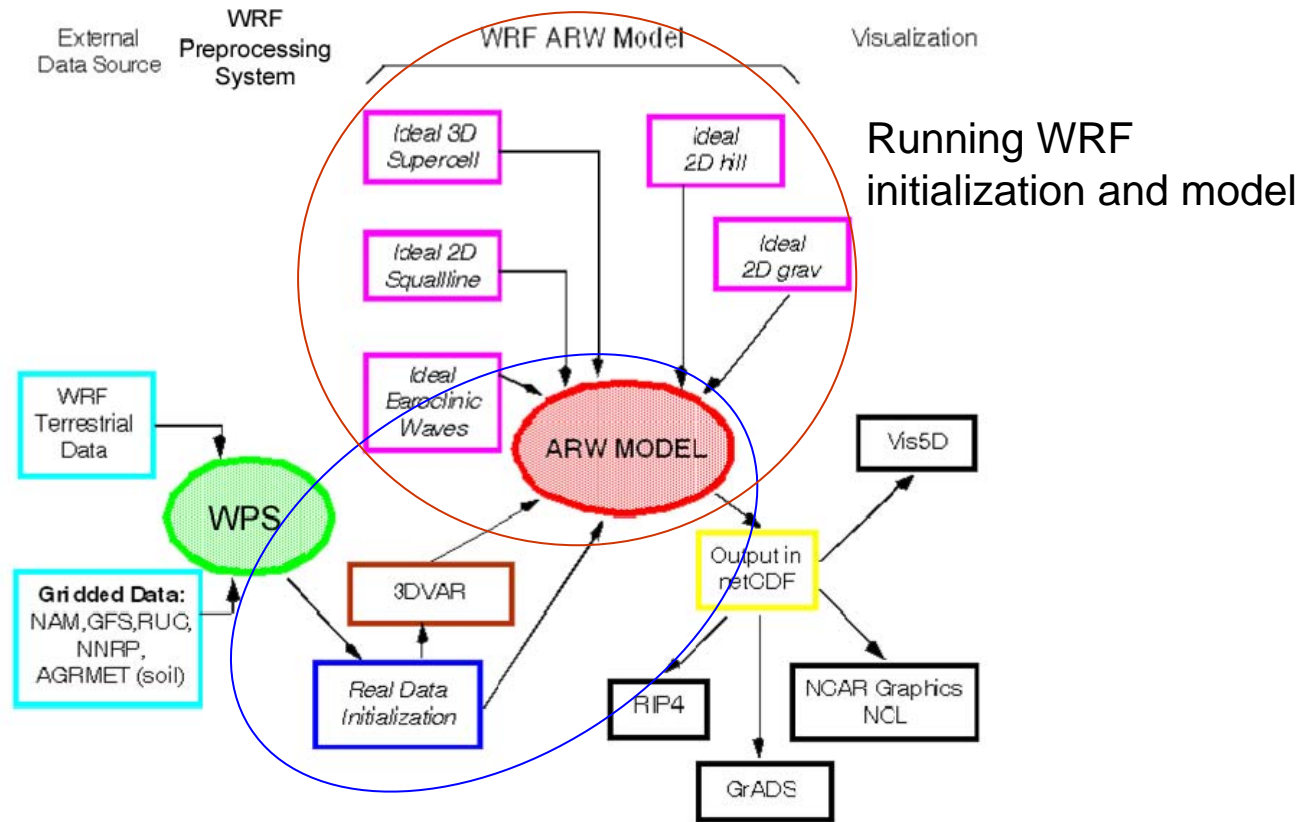 External
Data Source
WRF
Preprocessing
System
WRF ARW Model
Visualization
Running WRF
initialization and model
Ideal 3D
Supercell
ideal
2D hill
Ideal 2D
Squallline
Ideal
2D grav
Ideal
Baroclinic
Waves
WRF
Terrestrial
Data
ARW MODEL
Vis5D
WPS
Output in
netCDF
Gridded Data:
NAM,GFS,RUC,
NNRP,
AGRMET (soil)
3DVAR
Real Data
Initialization
RIP4
NCAR Graphics
NCL
GrADS